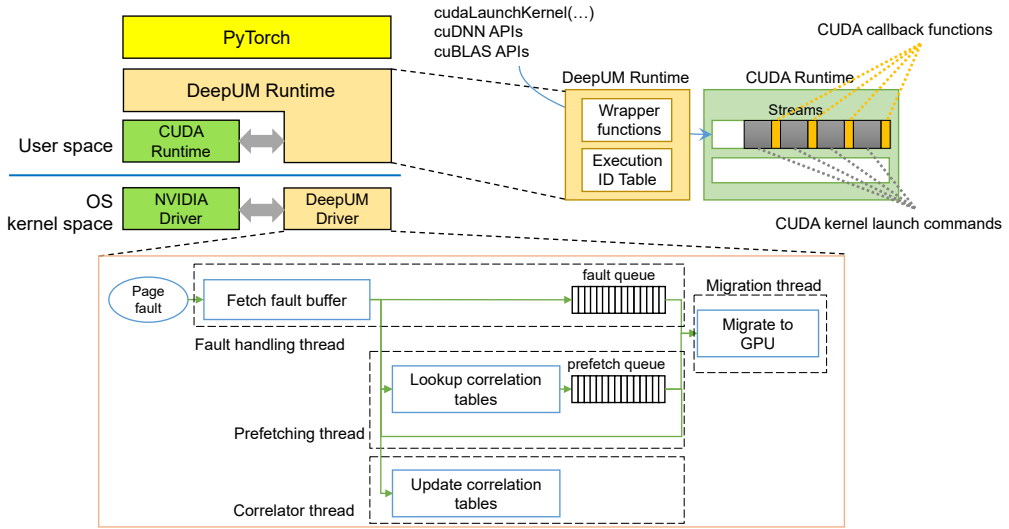 PyTorch
DeepUM Runtime
CUDA
Runtime
User space
OS
kernel space
NVIDIA
Driver
DeepUM
Driver
cudaLaunchKernel(…)
cuDNN APIs
cuBLAS APIs
DeepUM Runtime
Wrapper
functions
Execution
ID Table
CUDA callback functions
CUDA Runtime
Streams
CUDA kernel launch commands
Page
fault
Fetch fault buffer
fault queue
Fault handling thread
Migration thread
Migrate to
GPU
Lookup correlation
tables
prefetch queue
Prefetching thread
Update correlation
tables
Correlator thread